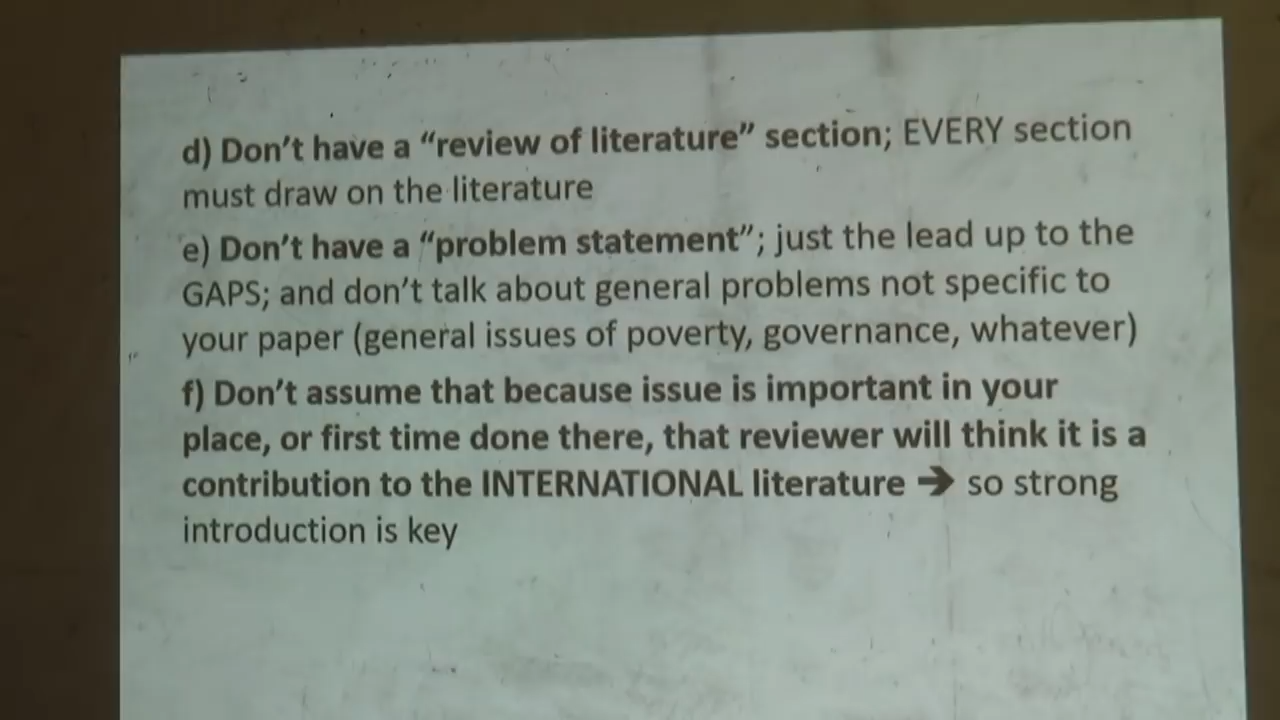 d) Don’t have a “review of literature” section; EVERY section
must draw on the literature
e) Don’t have a “problem statement”; just the lead up to the
GAPS; and don’t talk about general problems not specific to
your paper (general issues of poverty, governance, whatever)
f) Don’t assume that because issue is important in your
place, or first time done there, that reviewer will think it is a
contribution to the INTERNATIONAL literature ➔ so strong
introduction is key